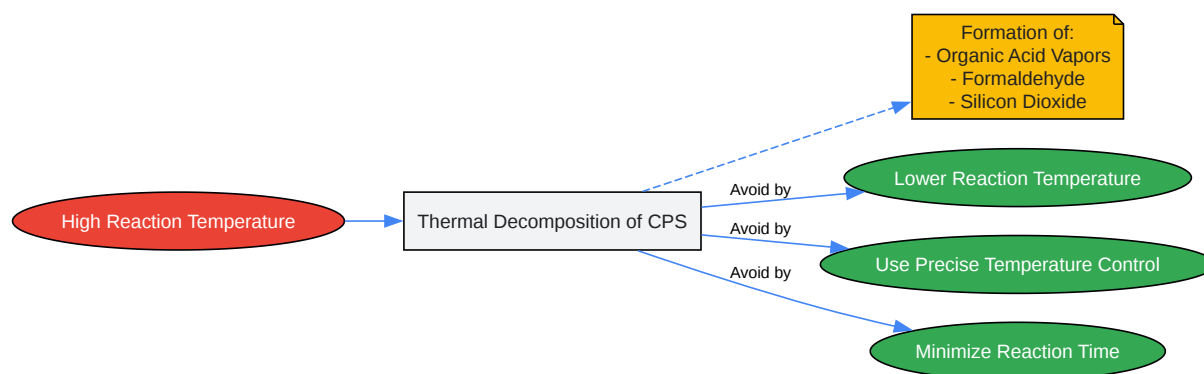 Formation of:
- Organic Acid Vapors
- Formaldehyde
- Silicon Dioxide
High Reaction Temperature
Thermal Decomposition of CPS
Avoid by
Lower Reaction Temperature
Avoid by
Use Precise Temperature Control
Avoid by
Minimize Reaction Time